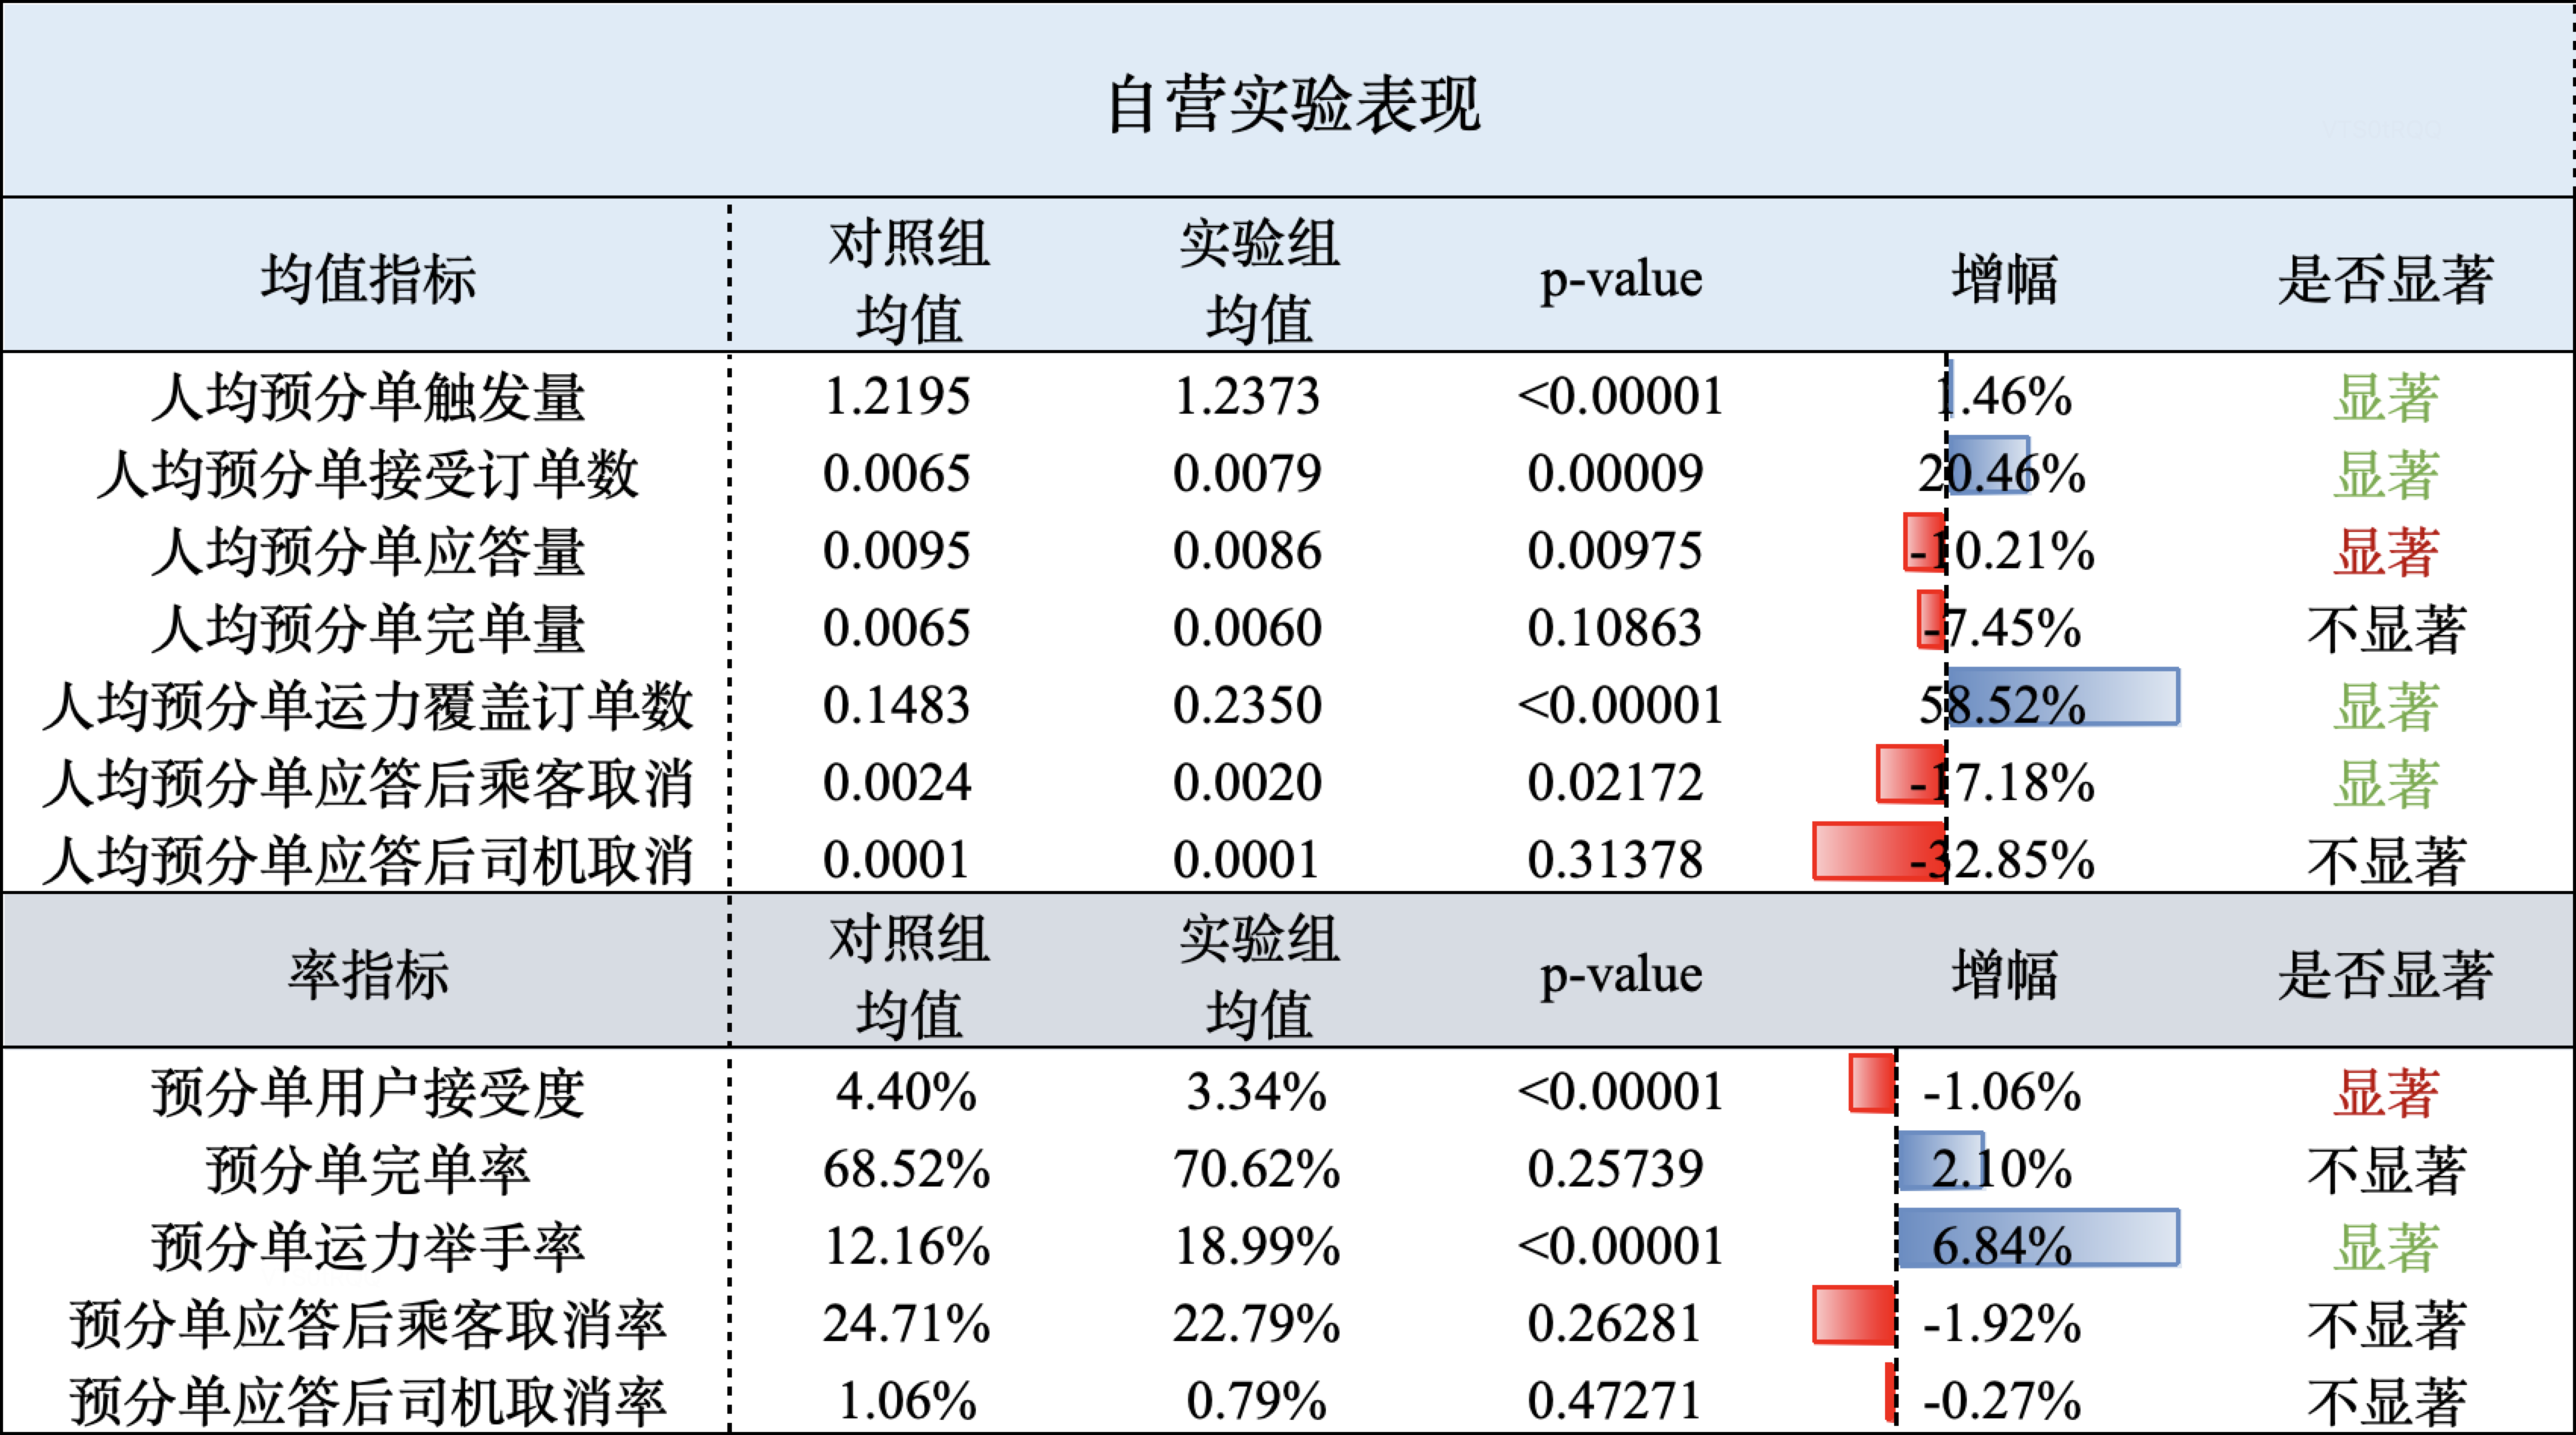 自营实验表现
均值指标 对照组均值 实验组均值 p-value 增幅 是否显著
人均预分单触发量 1.2195 1.2373 <0.00001 1.46% 显著
人均预分单接受订单数 0.0065 0.0079 0.00009 20.46% 显著
人均预分单应答量 0.0095 0.0086 0.00975 -10.21% 显著
人均预分单完单量 0.0065 0.0060 0.10863 -7.45% 不显著
人均预分单运力覆盖订单数 0.1483 0.2350 <0.00001 58.52% 显著
人均预分单应答后乘客取消 0.0024 0.0020 0.02172 -17.18% 显著
人均预分单应答后司机取消 0.0001 0.0001 0.31378 -32.85% 不显著
率指标 对照组均值 实验组均值 p-value 增幅 是否显著
预分单用户接受度 4.40% 3.34% <0.00001 -1.06% 显著
预分单完单率 68.52% 70.62% 0.25739 2.10% 不显著
预分单运力举手率 12.16% 18.99% <0.00001 6.84% 显著
预分单应答后乘客取消率 24.71% 22.79% 0.26281 -1.92% 不显著
预分单应答后司机取消率 1.06% 0.79% 0.47271 -0.27% 不显著